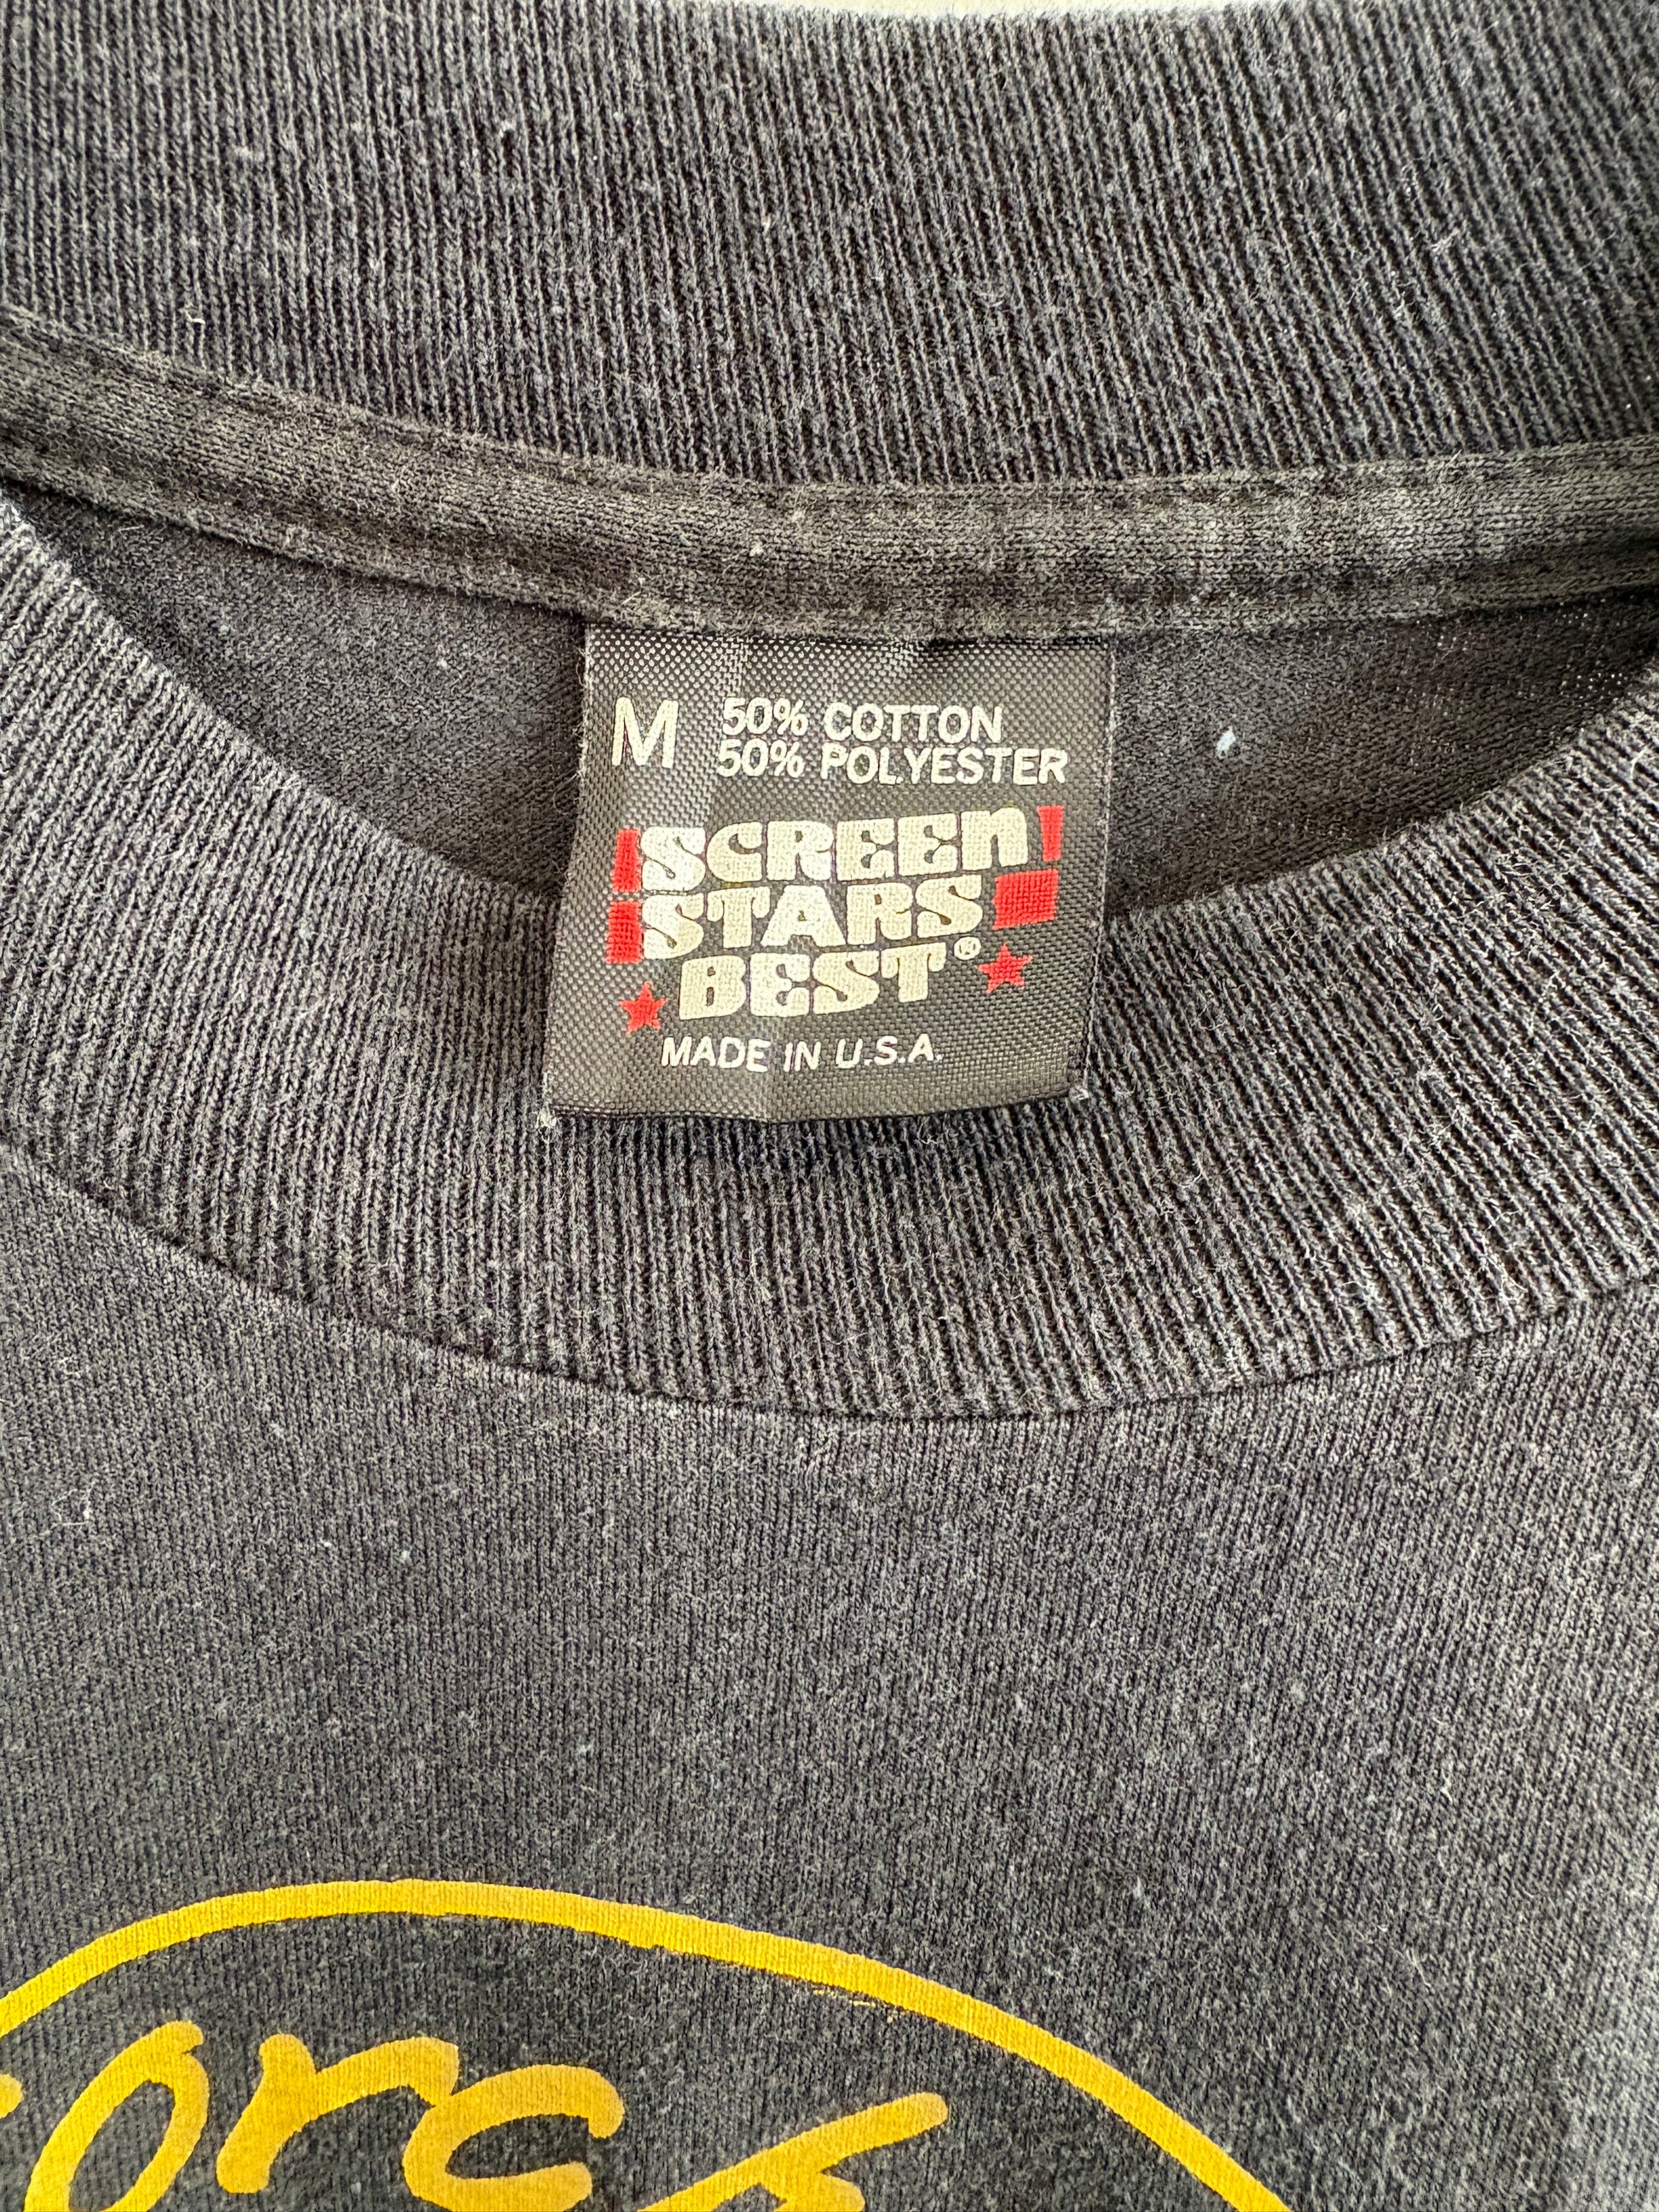 M 50% COTTON
50% POLYESTER
SCREEN
STARS
BEST®
MADE IN U.S.A.